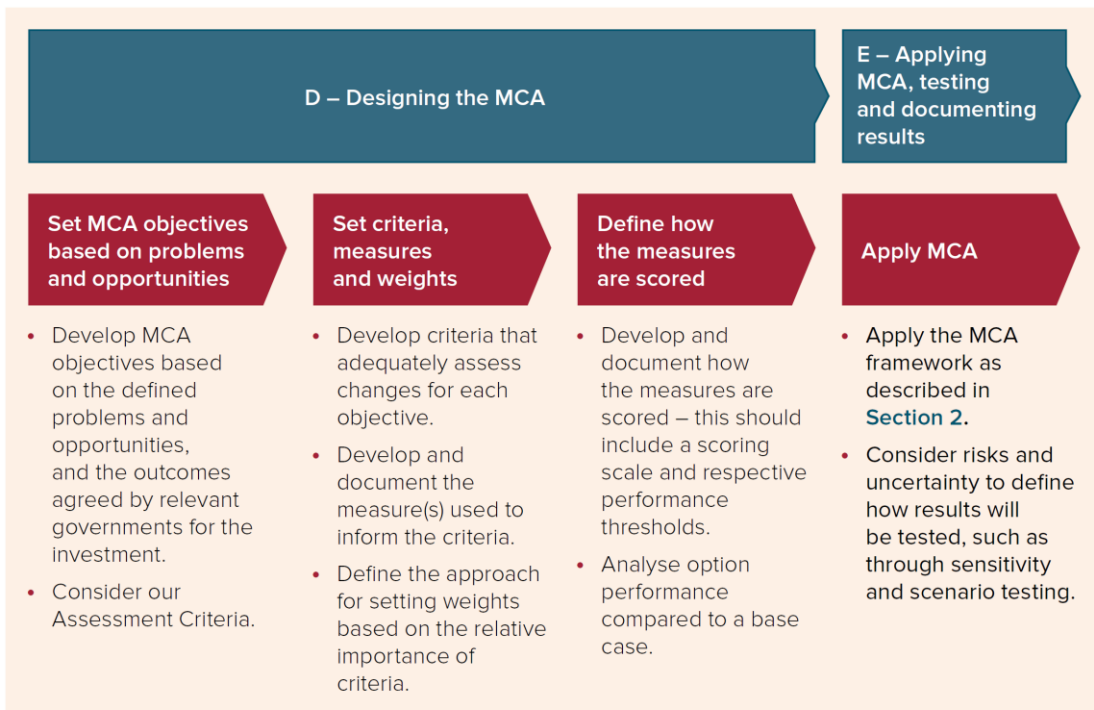 D – Designing the MCA
E – Applying
MCA, testing
and documenting
results
Set MCA objectives
based on problems
and opportunities
Set criteria,
measures
and weights
Define how
the measures
are scored
Apply MCA
• Develop MCA
objectives based
on the defined
problems and
opportunities,
and the outcomes
agreed by relevant
governments for the
investment.
• Consider our
Assessment Criteria.
• Develop criteria that
adequately assess
changes for each
objective.
• Develop and
document the
measure(s) used to
inform the criteria.
• Define the approach
for setting weights
based on the relative
importance of
criteria.
• Develop and
document how
the measures are
scored – this should
include a scoring
scale and respective
performance
thresholds.
• Analyse option
performance
compared to a base
case.
• Apply the MCA
framework as
described in
Section 2.
• Consider risks and
uncertainty to define
how results will
be tested, such as
through sensitivity
and scenario testing.